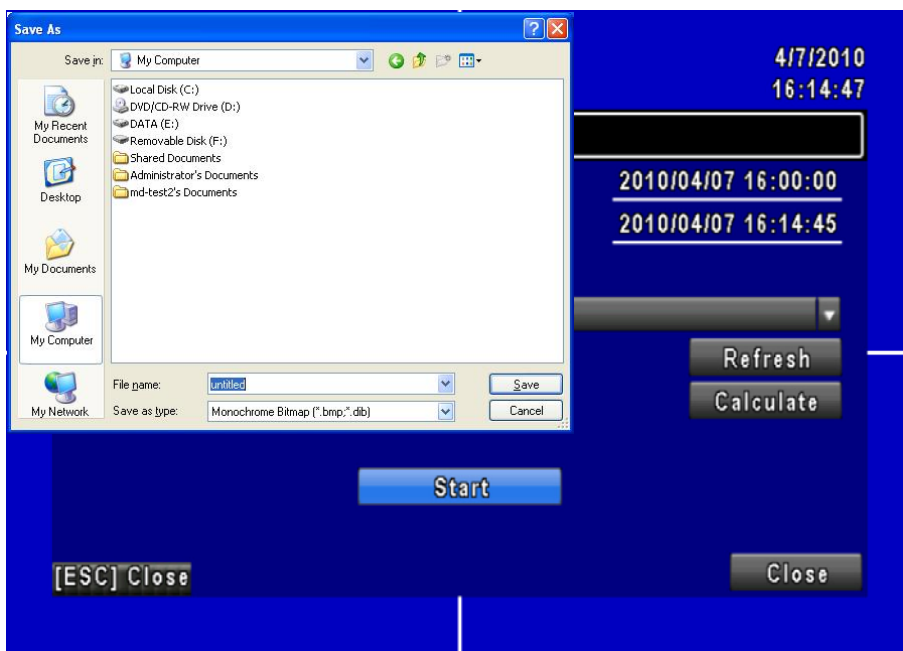 Save As
Save in: My Computer
Local Disk (C:)
DVD/CD-RW Drive (D:)
DATA (E:)
Removable Disk (F:)
Shared Documents
Administrator's Documents
md-test2's Documents
My Recent
Documents
Desktop
My Documents
My Computer
My Network
File name: untitled Save
Save as type: Monochrome Bitmap (*.bmp;*.dib) Cancel
4/7/2010
16:14:47
2010/04/07 16:00:00
2010/04/07 16:14:45
Refresh
Calculate
Start
[ESC] Close
Close